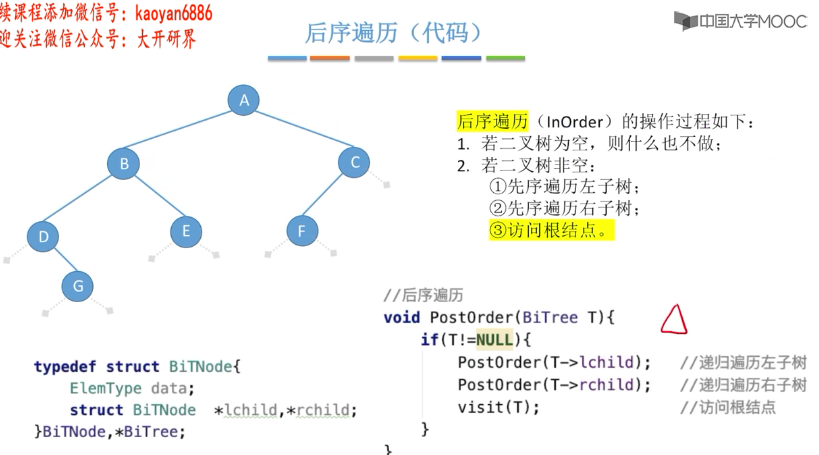 续课程添加微信号：kaoyan6886
迎关注微信公众号：大开研界
后序遍历（代码）
中国大学MOOC
A
B
C
D
E
F
G
后序遍历（InOrder）的操作过程如下：
1. 若二叉树为空，则什么也不做；
2. 若二叉树非空：
①先序遍历左子树；
②先序遍历右子树；
③访问根结点。
//后序遍历
void PostOrder(BiTree T){
if(T!=NULL){
PostOrder(T->lchild); //递归遍历左子树
PostOrder(T->rchild); //递归遍历右子树
visit(T); //访问根结点
}
}
typedef struct BiTNode{
ElemType data;
struct BiTNode *lchild,*rchild;
}BiTNode,*BiTree;